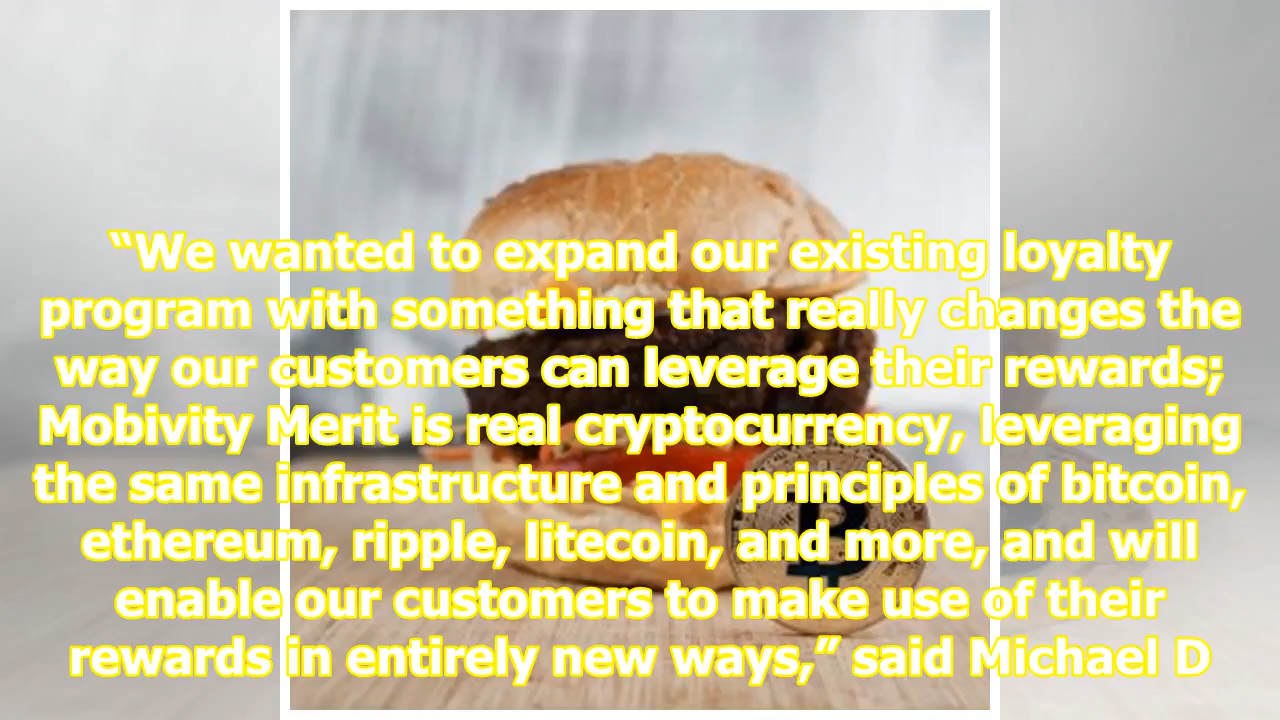 “We wanted to expand our existing loyalty
program with something that really changes the
way our customers can leverage their rewards;
Mobivity Merit is real cryptocurrency, leveraging
the same infrastructure and principles of bitcoin,
ethereum, ripple, litecoin, and more, and will
enable our customers to make use of their
rewards in entirely new ways,” said Michael D